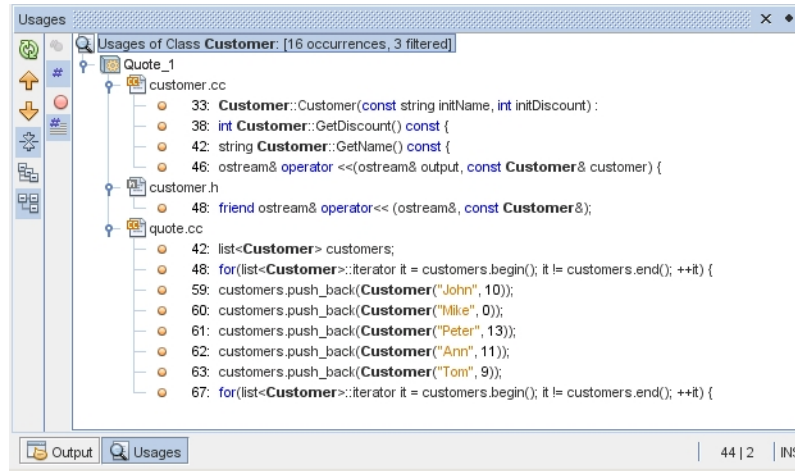 Usages
Usages of Class Customer: [16 occurrences, 3 filtered]
Quote_1
customer.cc
33: Customer::Customer(const string initName, int initDiscount) :
38: int Customer::GetDiscount() const {
42: string Customer::GetName() const {
46: ostream& operator <<(ostream& output, const Customer& customer) {
customer.h
48: friend ostream& operator<< (ostream&, const Customer&);
quote.cc
42: list<Customer> customers;
48: for(list<Customer>::iterator it = customers.begin(); it != customers.end(); ++it) {
59: customers.push_back(Customer("John", 10));
60: customers.push_back(Customer("Mike", 0));
61: customers.push_back(Customer("Peter", 13));
62: customers.push_back(Customer("Ann", 11));
63: customers.push_back(Customer("Tom", 9));
67: for(list<Customer>::iterator it = customers.begin(); it != customers.end(); ++it) {
Output Usages 44 | 2